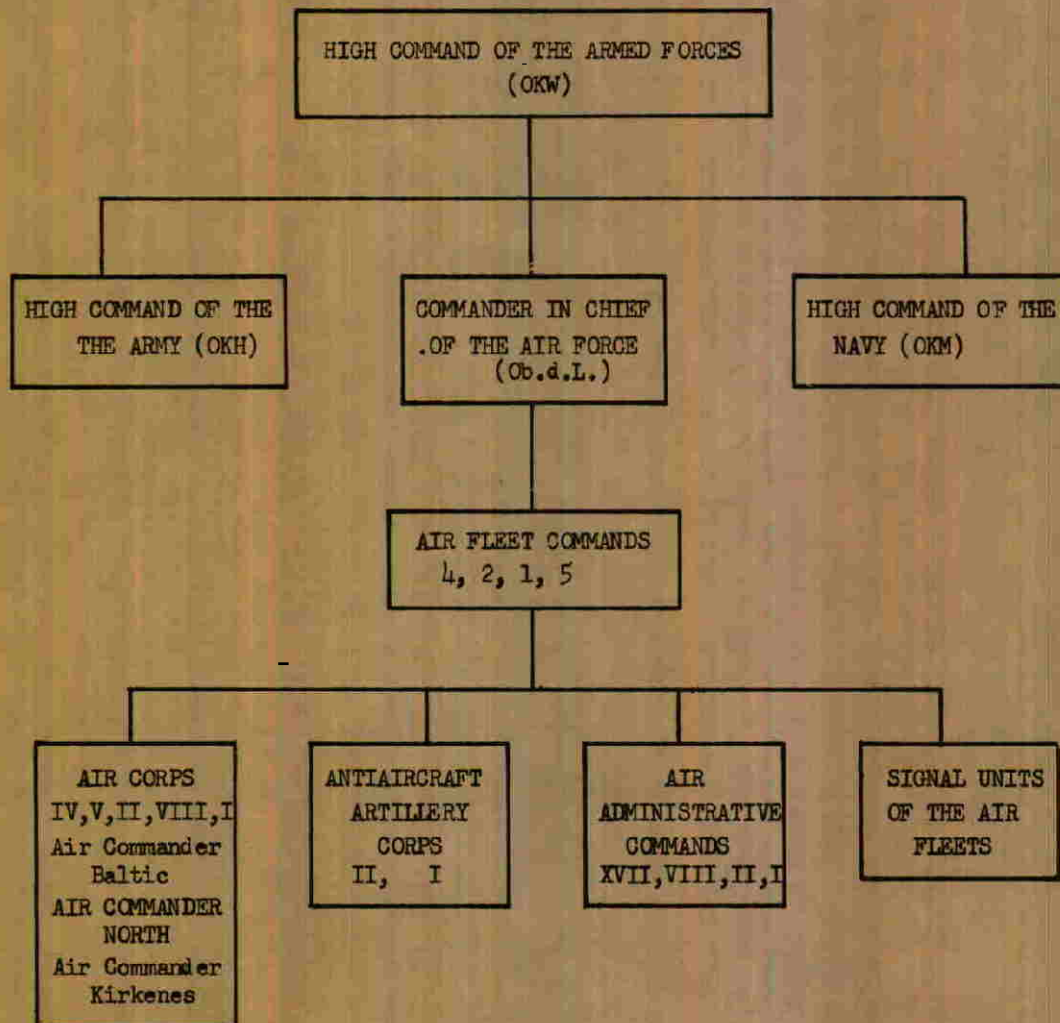 HIGH COMMAND OF THE ARMED FORCES
(OKW)
HIGH COMMAND OF THE
THE ARMY (OKH)
COMMANDER IN CHIEF
.OF THE AIR FORCE
(Ob.d.L.)
HIGH COMMAND OF THE
NAVY (OKM)
AIR FLEET COMMANDS
4, 2, 1, 5
AIR CORPS
IV,V,II,VIII,I
Air Commander
Baltic
AIR COMMANDER
NORTH
Air Commander
Kirkenes
ANTIAIRCRAFT
ARTILLERY
CORPS
II, I
AIR
ADMINISTRATIVE
COMMANDS
XVII,VIII,II,I
SIGNAL UNITS
OF THE AIR
FLEETS